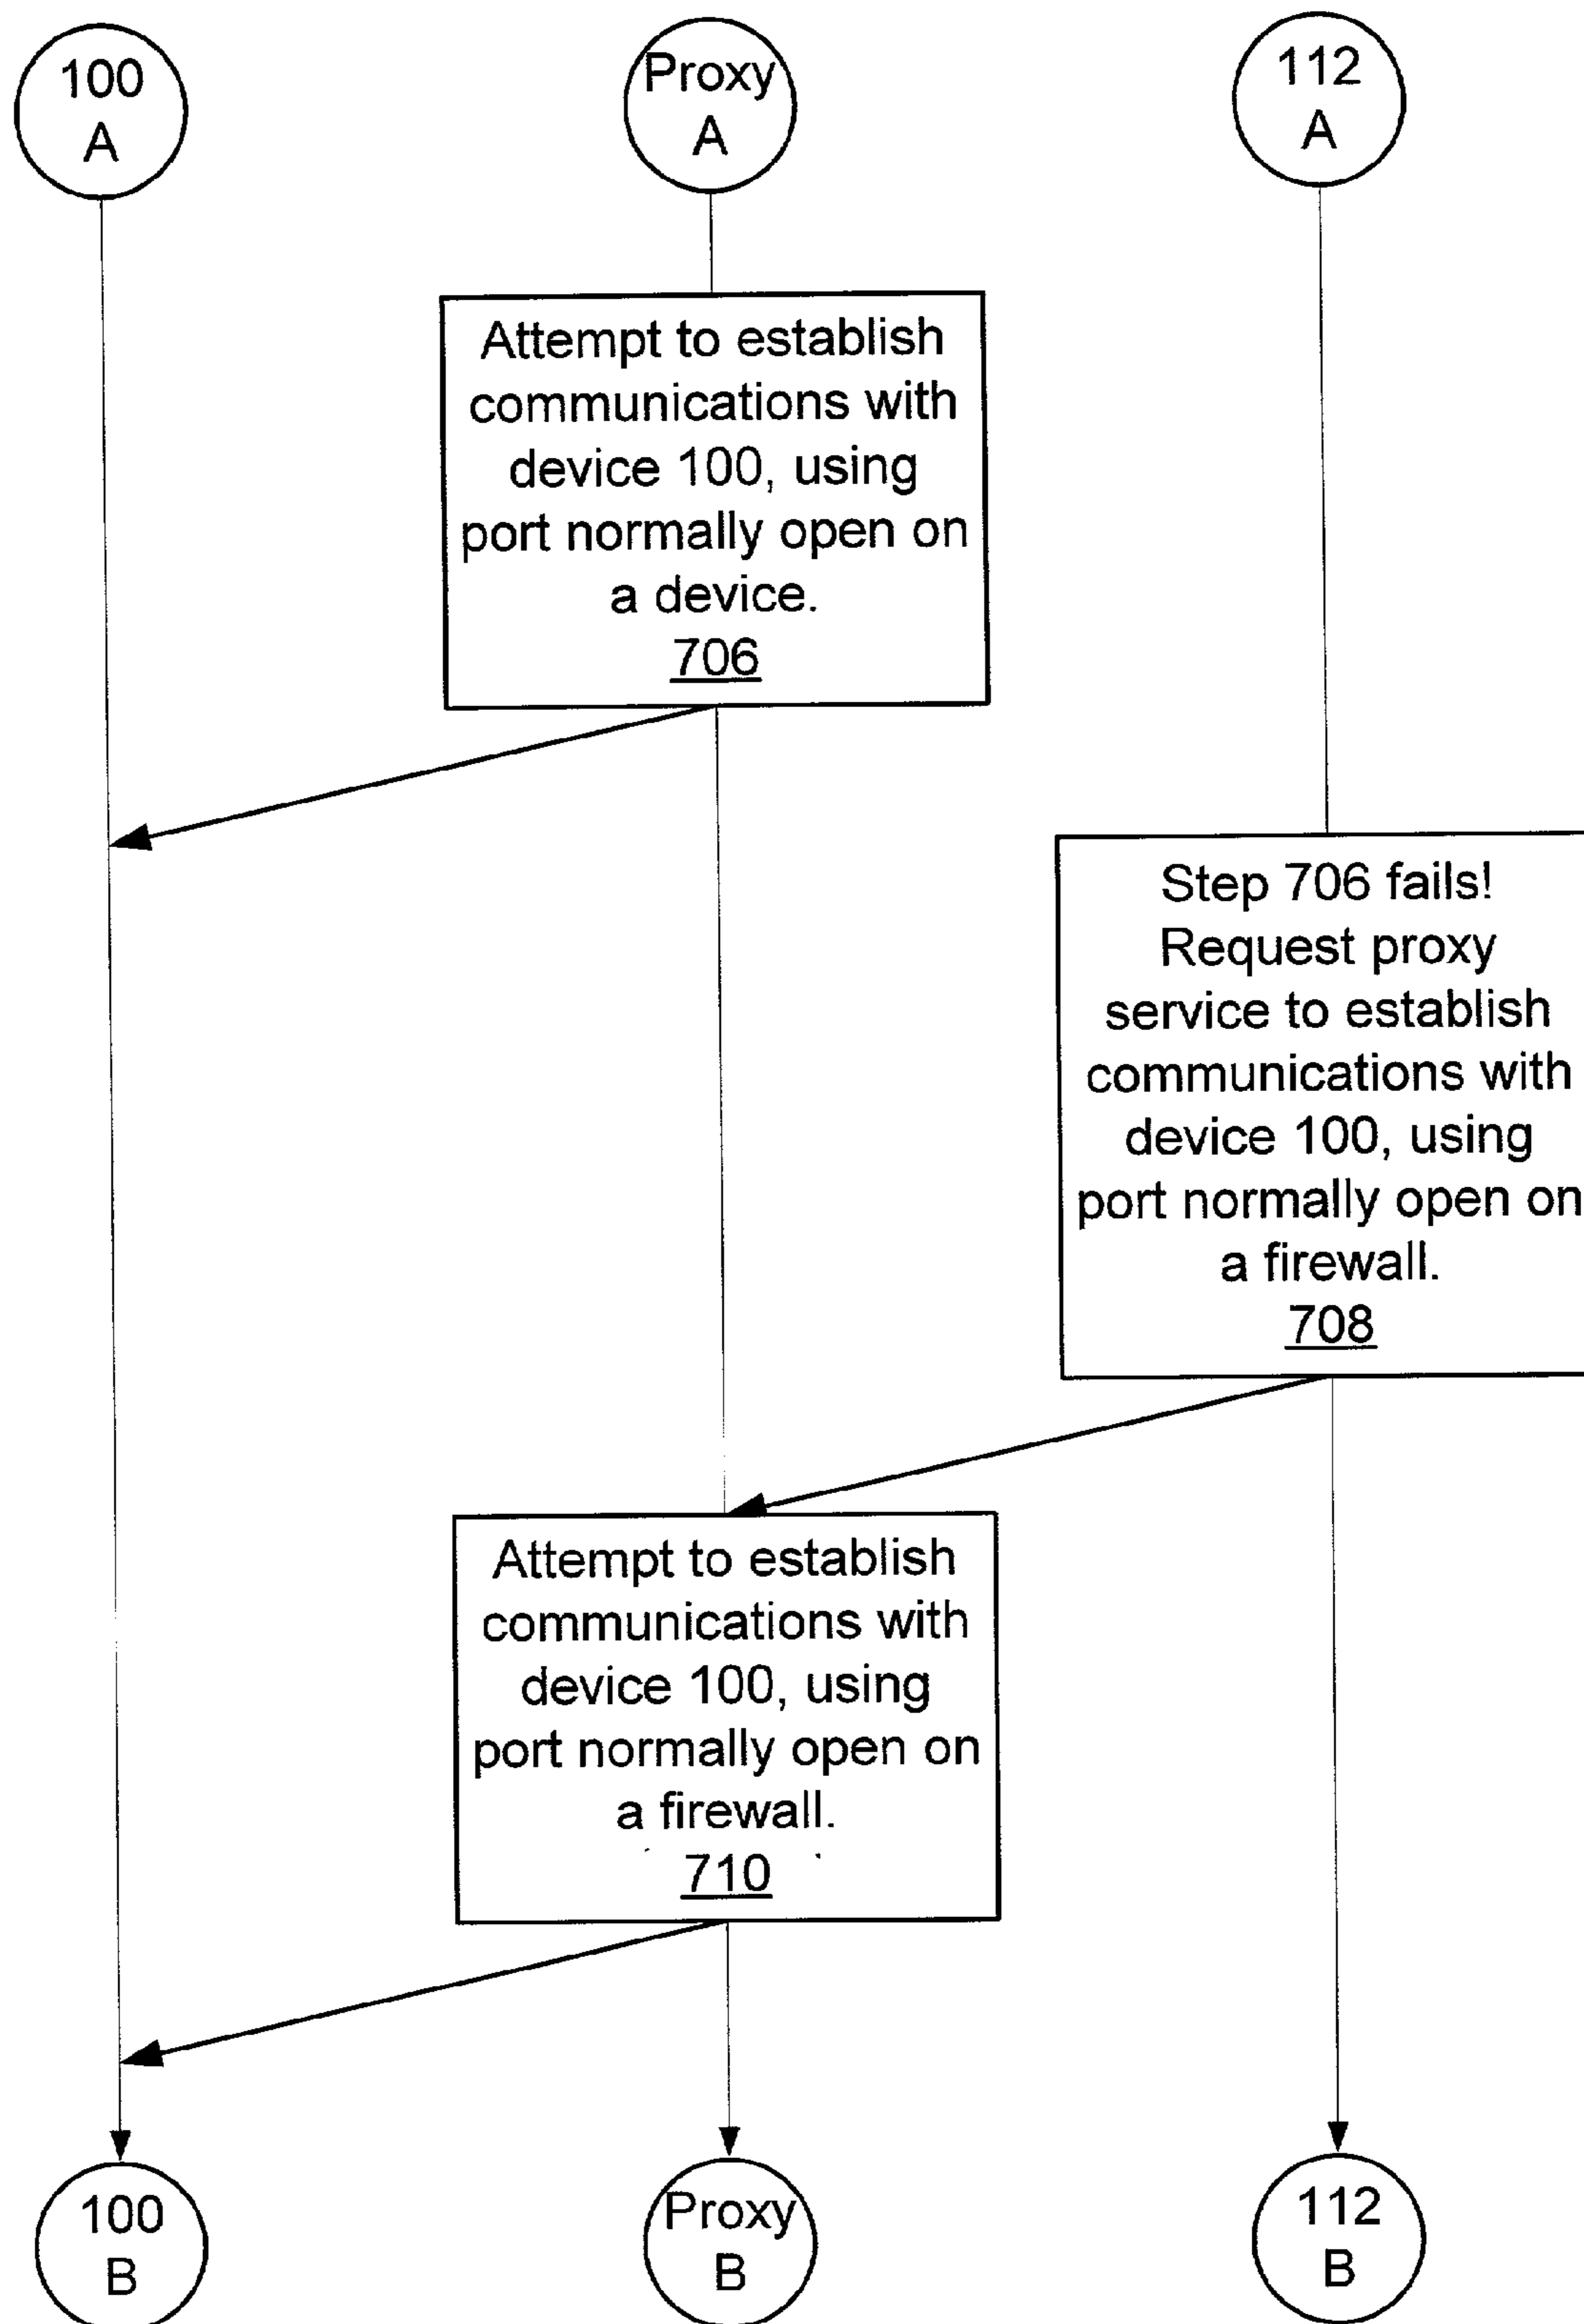 100
A
Proxy
A
112
A
Attempt to establish
communications with
device 100, using
port normally open on
a device.
706
Step 706 fails!
Request proxy
service to establish
communications with
device 100, using
port normally open on
a firewall.
708
Attempt to establish
communications with
device 100, using
port normally open on
a firewall.
710
100
B
Proxy
B
112
B